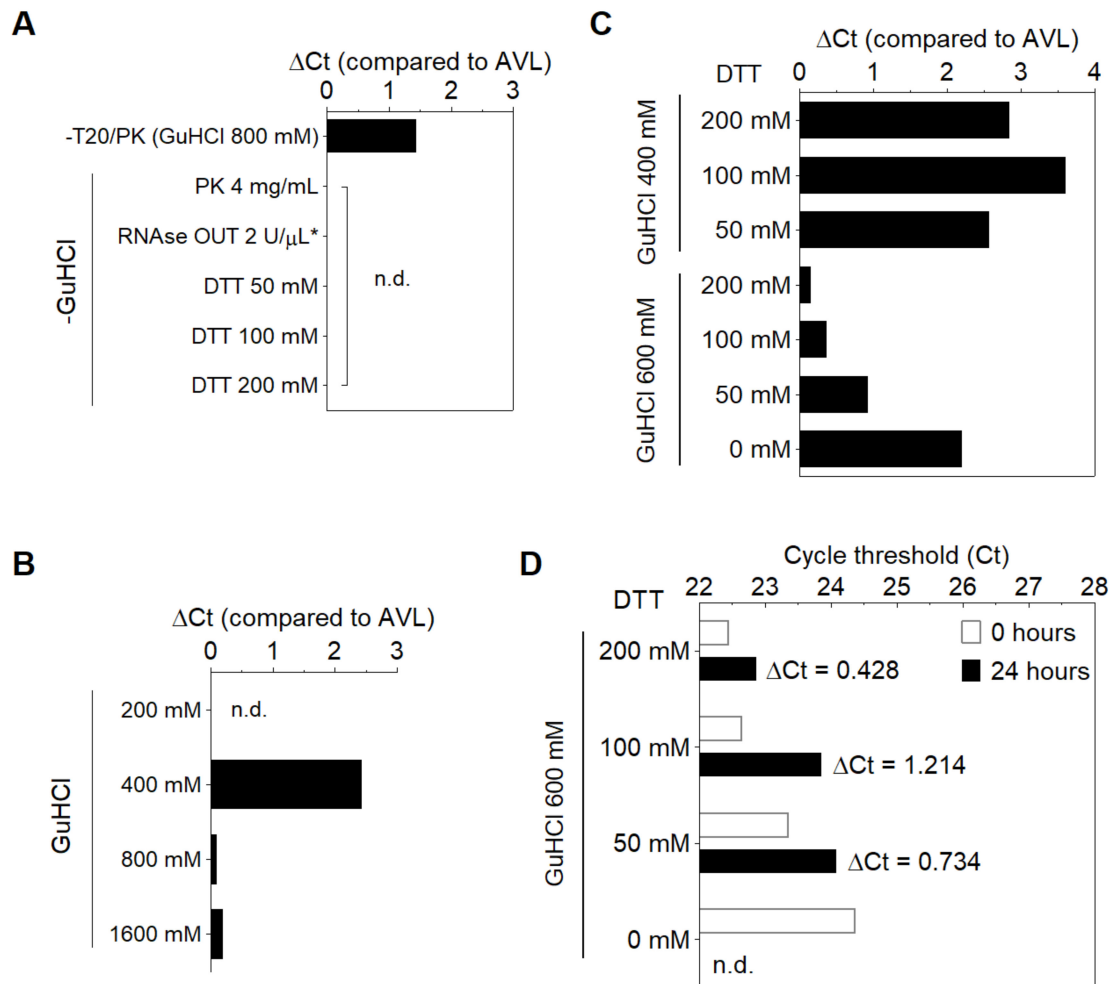 A
ΔCt (compared to AVL)
0 1 2 3
-T20/PK (GuHCl 800 mM)
-GuHCl
PK 4 mg/mL
RNAse OUT 2 U/μL*
DTT 50 mM
DTT 100 mM
DTT 200 mM
n.d.
B
ΔCt (compared to AVL)
0 1 2 3
GuHCl
200 mM
n.d.
400 mM
800 mM
1600 mM
C
ΔCt (compared to AVL)
DTT
0 1 2 3 4
GuHCl 400 mM
200 mM
100 mM
50 mM
GuHCl 600 mM
200 mM
100 mM
50 mM
0 mM
D
Cycle threshold (Ct)
22 23 24 25 26 27 28
DTT
0 hours
24 hours
GuHCl 600 mM
200 mM
ΔCt = 0.428
100 mM
ΔCt = 1.214
50 mM
ΔCt = 0.734
0 mM
n.d.